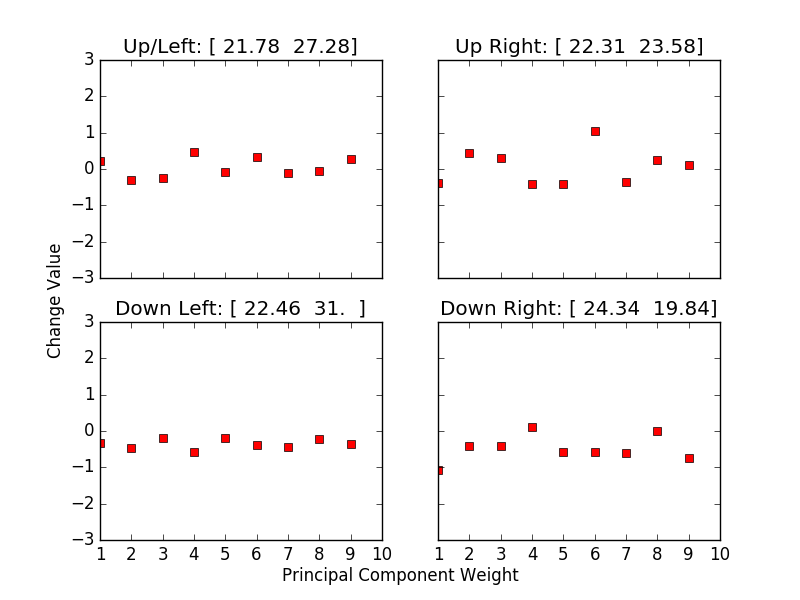 Up/Left: [ 21.78  27.28]
Up Right: [ 22.31  23.58]
3
2
1
0
−1
−2
−3
Change Value
Down Left: [ 22.46  31.  ]
Down Right: [ 24.34  19.84]
3
2
1
0
−1
−2
−3
1 2 3 4 5 6 7 8 9 10
1 2 3 4 5 6 7 8 9 10
Principal Component Weight